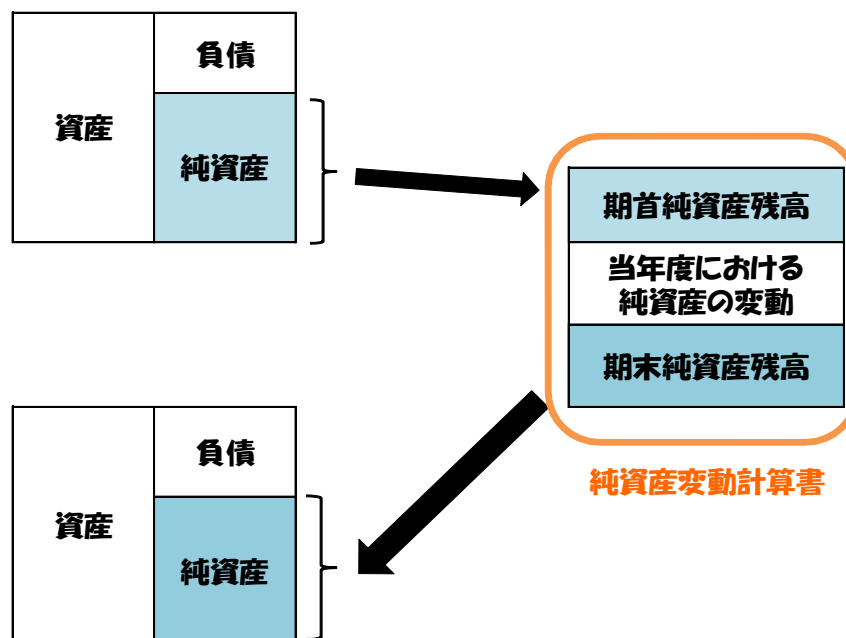 負債
資産
純資産
期首純資産残高
当年度における
純資産の変動
期末純資産残高
純資産変動計算書
負債
資産
純資産